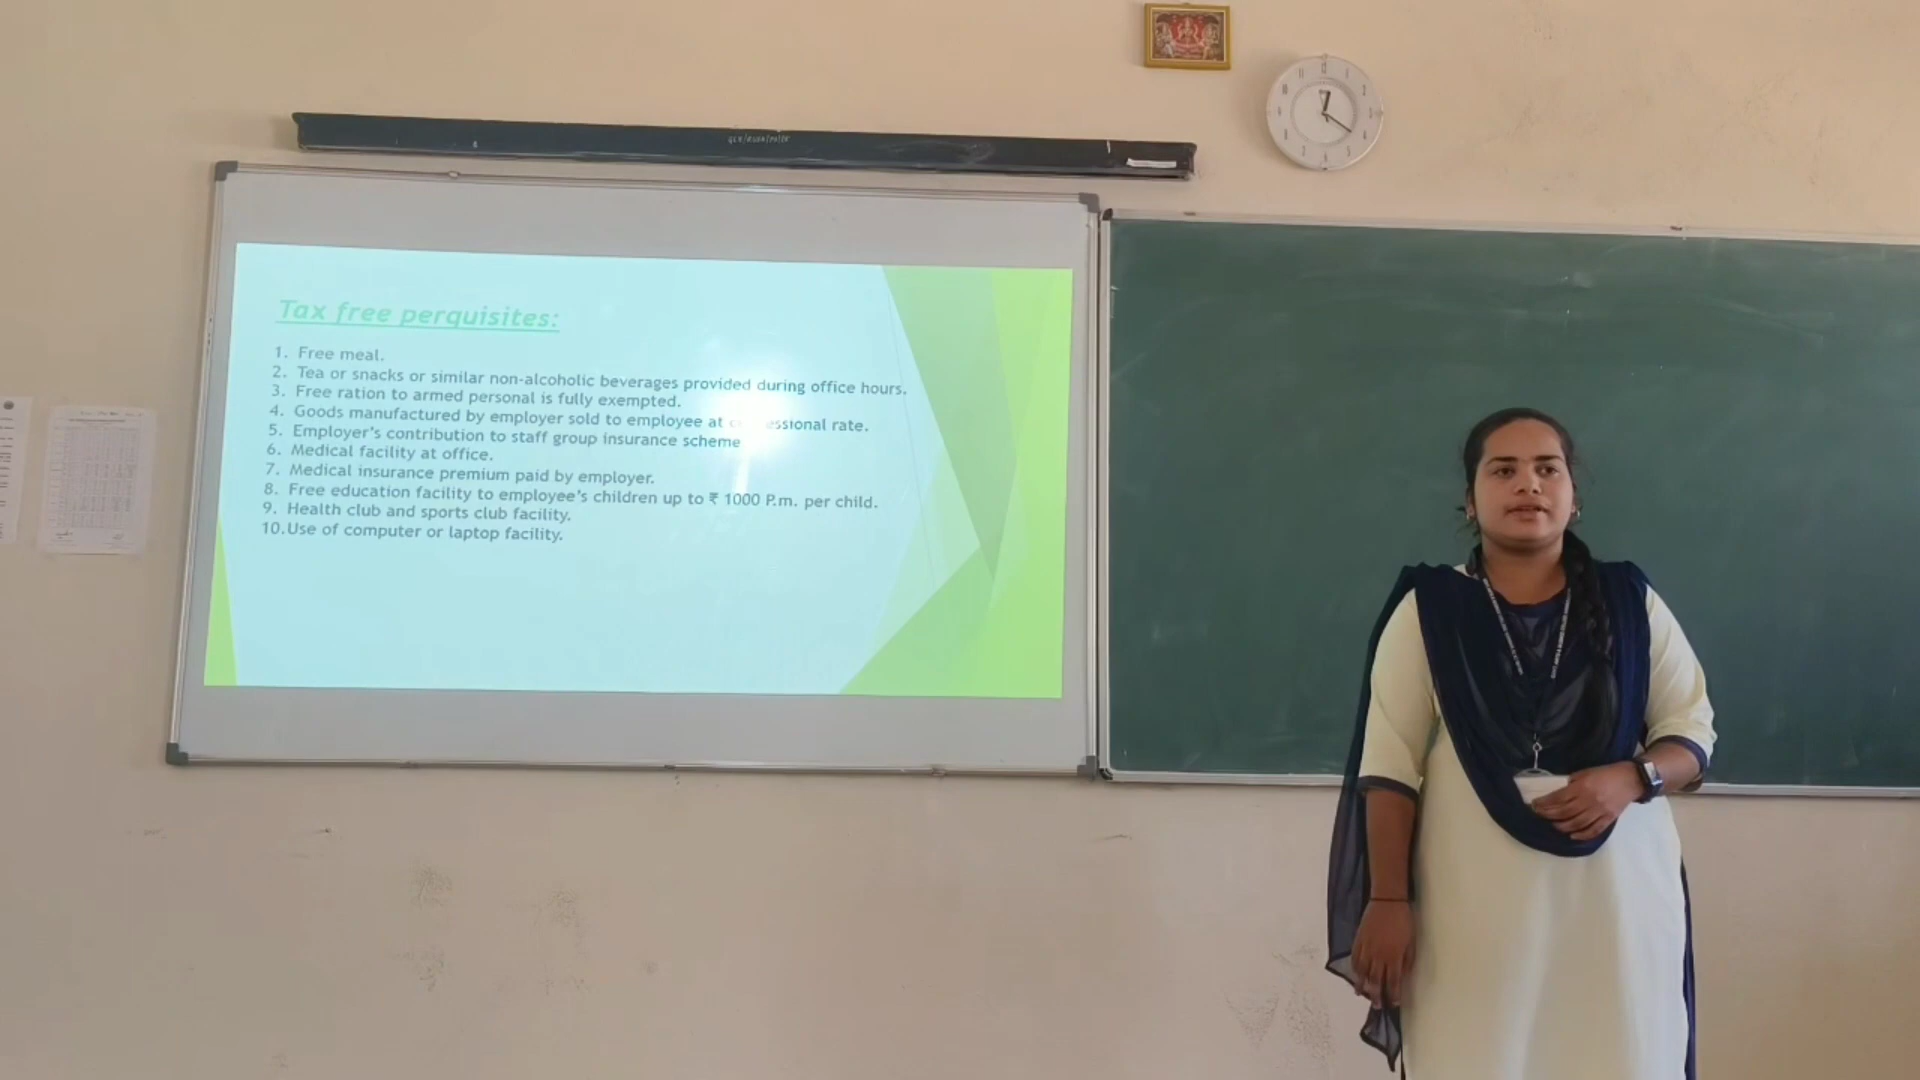 Tax free perquisites:
1. Free meal.
2. Tea or snacks or similar non-alcoholic beverages provided during office hours.
3. Free ration to armed personal is fully exempted.
4. Goods manufactured by employer sold to employee at rate.
5. Employer's contribution to staff group insurance scheme
6. Medical facility at office.
7. Medical insurance premium paid by employer.
8. Free education facility to employee's children up to ₹ 1000 P.m. per child.
9. Health club and sports club facility.
10. Use of computer or laptop facility.